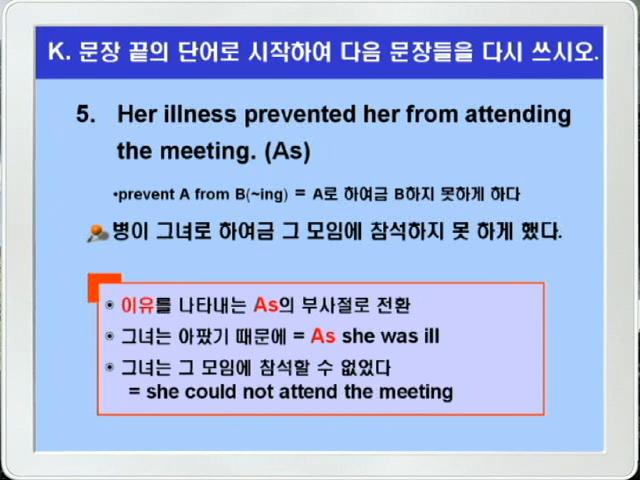 K. 문장 끝의 단어로 시작하여 다음 문장들을 다시 쓰시오.
5. Her illness prevented her from attending
the meeting. (As)
•prevent A from B(~ing) = A로 하여금 B하지 못하게 하다
병이 그녀로 하여금 그 모임에 참석하지 못 하게 했다.
◉ 이유를 나타내는 As의 부사절로 전환
◉ 그녀는 아팠기 때문에 = As she was ill
◉ 그녀는 그 모임에 참석할 수 없었다
= she could not attend the meeting